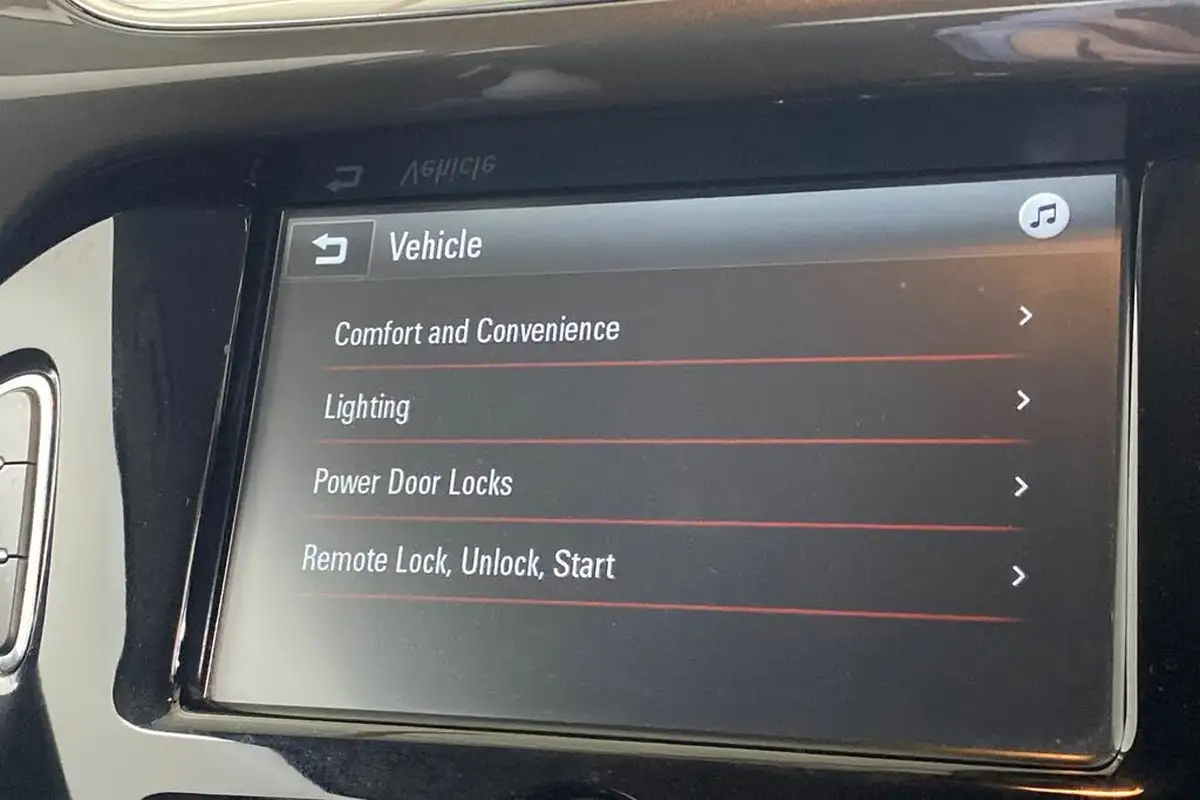 Vehicle
Comfort and Convenience
Lighting
Power Door Locks
Remote Lock, Unlock, Start